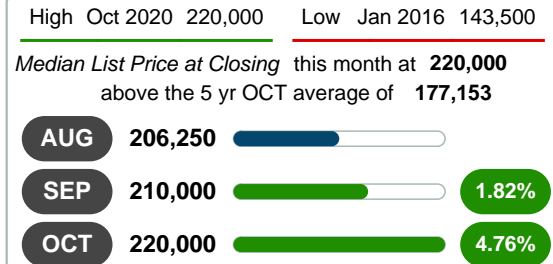 High Oct 2020 220,000 Low Jan 2016 143,500
Median List Price at Closing this month at 220,000
above the 5 yr OCT average of 177,153
AUG 206,250
SEP 210,000 1.82%
OCT 220,000 4.76%